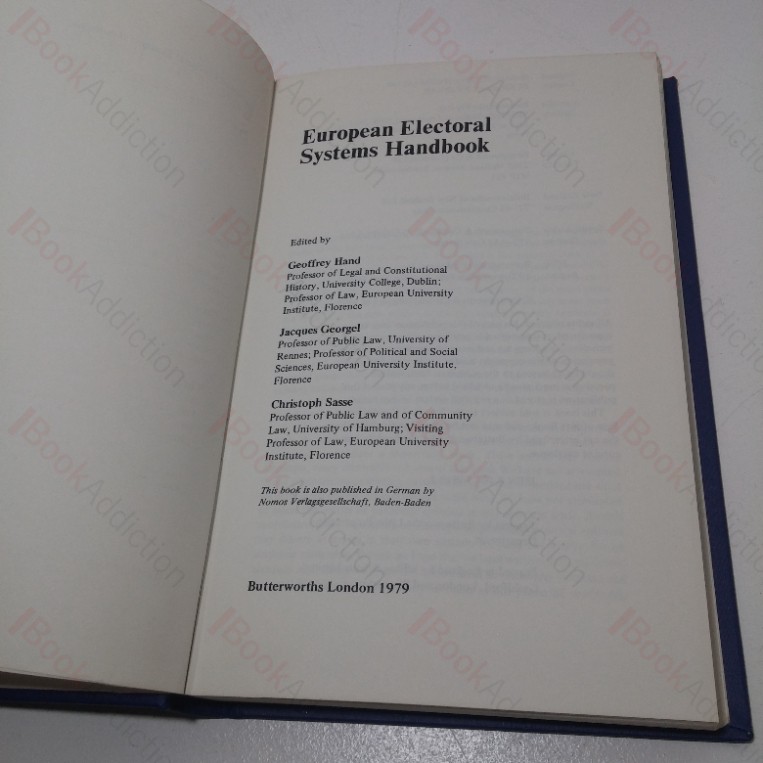 European Electoral
Systems Handbook
Edited by
Geoffrey Hand
Professor of Legal and Constitutional
History, University College, Dublin;
Professor of Law, European University
Institute, Florence
Jacques Georgel
Professor of Public Law, University of
Rennes; Professor of Political and Social
Sciences, European University Institute,
Florence
Christoph Sasse
Professor of Public Law and of Community
Law, University of Hamburg; Visiting
Professor of Law, European University
Institute, Florence
This book is also published in German by
Nomos Verlagsgesellschaft, Baden-Baden
Butterworths London 1979
BookAddiction